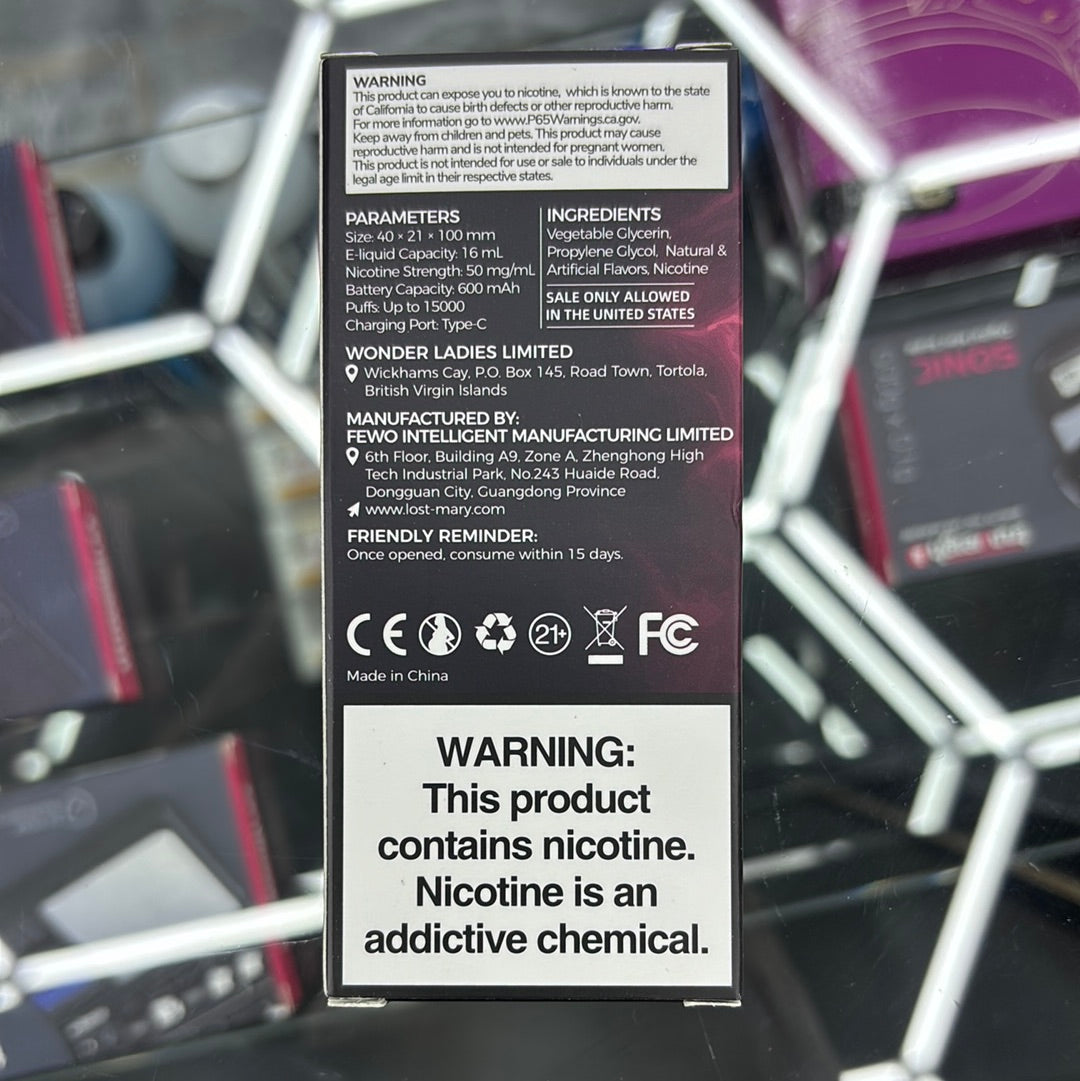 WARNING
This product can expose you to nicotine, which is known to the state
of California to cause birth defects or other reproductive harm.
For more information go to www.P65Warnings.ca.gov.
Keep away from children and pets. This product may cause
reproductive harm and is not intended for pregnant women.
This product is not intended for use or sale to individuals under the
legal age limit in their respective states.
PARAMETERS
Size: 40 × 21 × 100 mm
E-liquid Capacity: 16 mL
Nicotine Strength: 50 mg/mL
Battery Capacity: 600 mAh
Puffs: Up to 15000
Charging Port: Type-C
INGREDIENTS
Vegetable Glycerin,
Propylene Glycol, Natural &
Artificial Flavors, Nicotine
SALE ONLY ALLOWED
IN THE UNITED STATES
WONDER LADIES LIMITED
Wickhams Cay, P.O. Box 145, Road Town, Tortola,
British Virgin Islands
MANUFACTURED BY:
FEWO INTELLIGENT MANUFACTURING LIMITED
6th Floor, Building A9, Zone A, Zhenghong High
Tech Industrial Park, No.243 Huaide Road,
Dongguan City, Guangdong Province
www.lost-mary.com
FRIENDLY REMINDER:
Once opened, consume within 15 days.
CE 21+ FC
Made in China
WARNING:
This product
contains nicotine.
Nicotine is an
addictive chemical.
SONIC